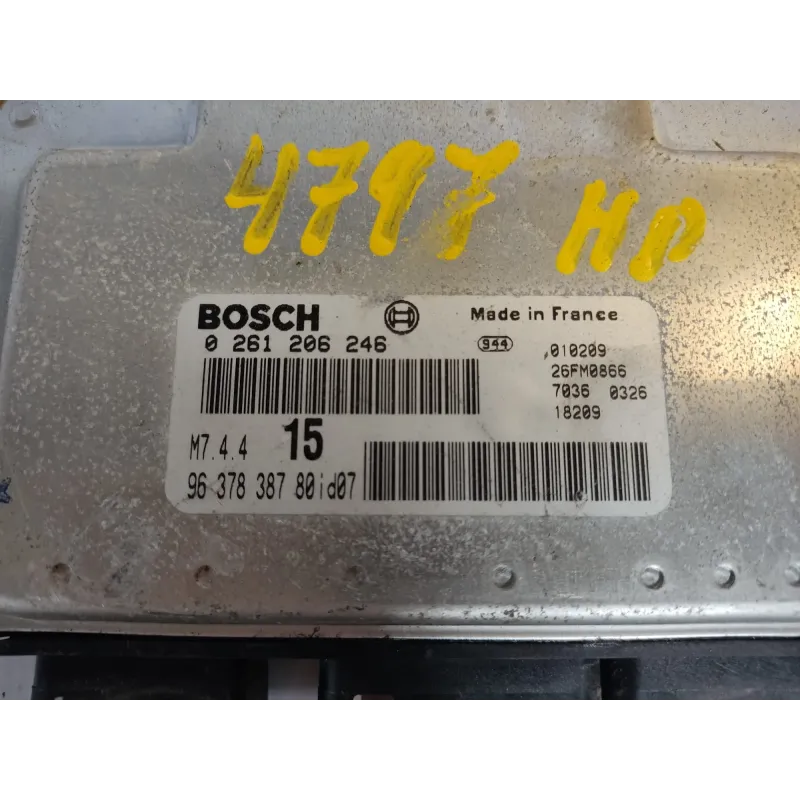 4797 HP
BOSCH Made in France
0 261 206 246 944 010209
26FM0866
7036 0326
18209
M7.4.4 15
96 378 387 80id07